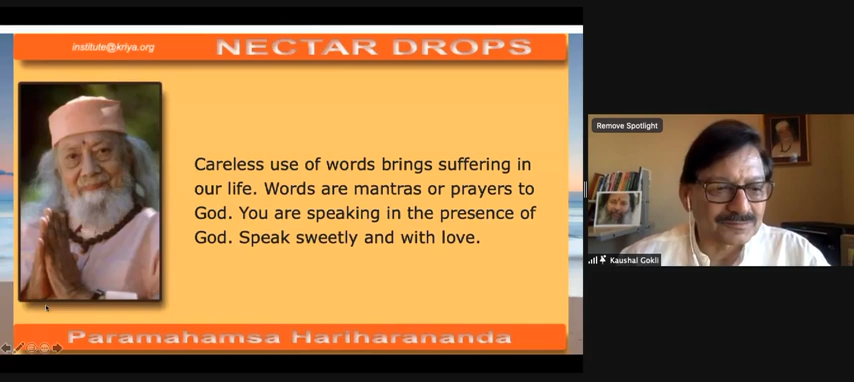 institute@kriya.org
NECTAR DROPS
Careless use of words brings suffering in
our life. Words are mantras or prayers to
God. You are speaking in the presence of
God. Speak sweetly and with love.
Paramahamsa Hariharananda
Remove Spotlight
Kaushal Gokli